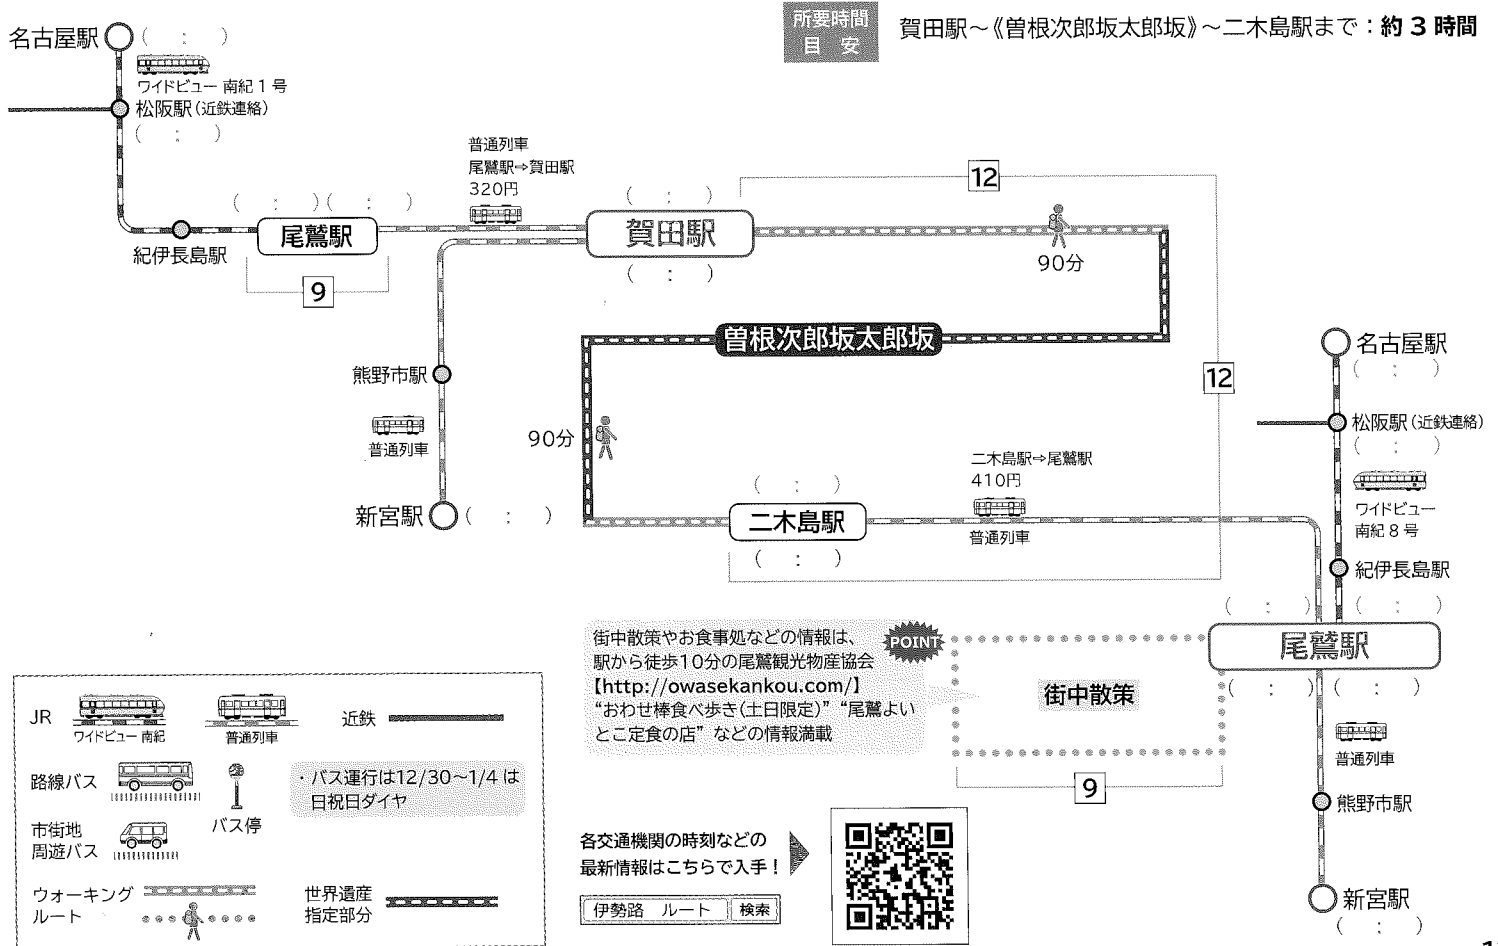 所要時間
目 安
賀田駅～《曽根次郎坂太郎坂》～二木島駅まで：約 3 時間
名古屋駅 ( : )
ワイドビュー 南紀 1 号
松阪駅(近鉄連絡)
( : )
紀伊長島駅
( : )( : )
尾鷲駅
9
普通列車
尾鷲駅⇨賀田駅
320円
( : )
賀田駅
( : )
12
90分
曽根次郎坂太郎坂
熊野市駅
普通列車
新宮駅 ( : )
90分
12
( : )
二木島駅
( : )
二木島駅⇨尾鷲駅
410円
普通列車
名古屋駅
( : )
松阪駅(近鉄連絡)
( : )
ワイドビュー
南紀 8 号
紀伊長島駅
( : ) ( : )
尾鷲駅
( : ) ( : )
普通列車
熊野市駅
新宮駅
( : )
街中散策やお食事処などの情報は、
駅から徒歩10分の尾鷲観光物産協会
【http://owasekankou.com/】
“おわせ棒食べ歩き(土日限定)”“尾鷲よい
とこ定食の店”などの情報満載
POINT
街中散策
9
JR
ワイドビュー 南紀
普通列車
近鉄
路線バス
バス停
・バス運行は12/30～1/4 は
日祝日ダイヤ
市街地
周遊バス
ウォーキング
ルート
世界遺産
指定部分
各交通機関の時刻などの
最新情報はこちらで入手！
伊勢路 ルート 検索